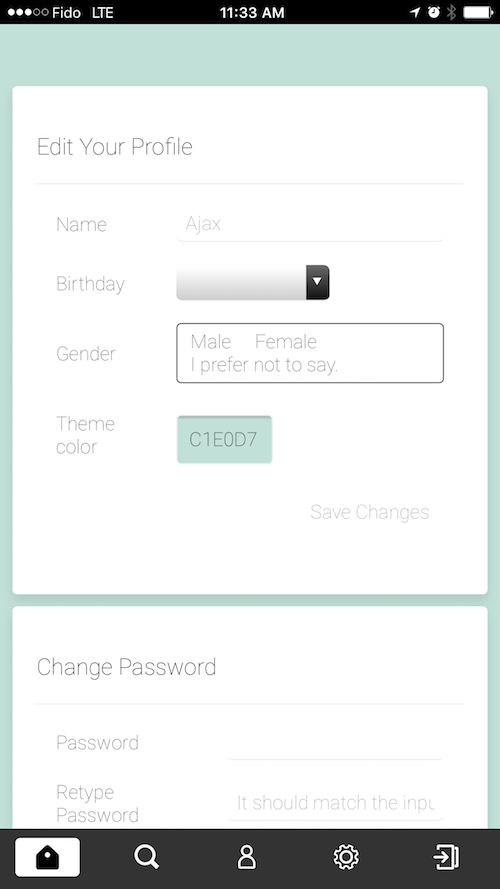 Fido LTE 11:33 AM
Edit Your Profile
Name Ajax
Birthday
Gender
Male Female
I prefer not to say.
Theme
color
C1E0D7
Save Changes
Change Password
Password
Retype
Password
It should match the inpu